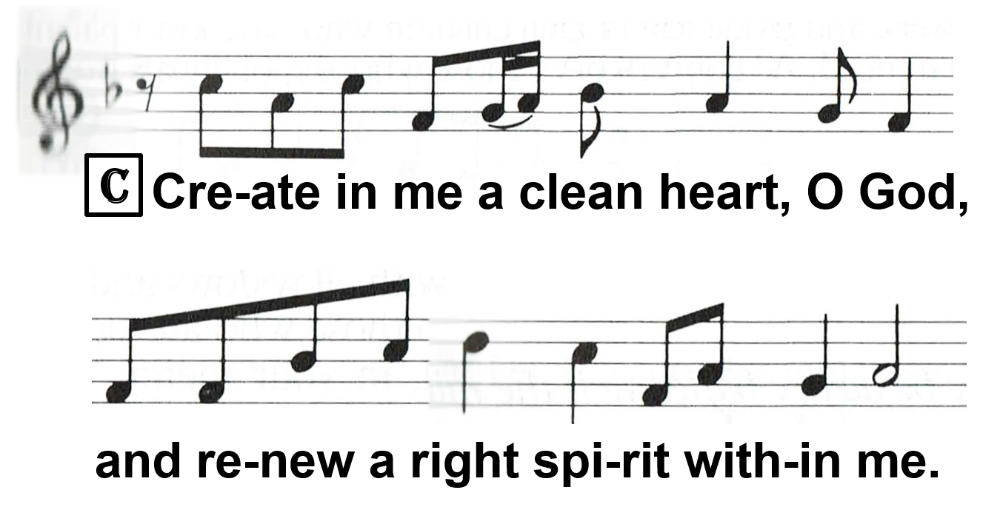 C Cre-ate in me a clean heart, O God,
and re-new a right spi-rit with-in me.